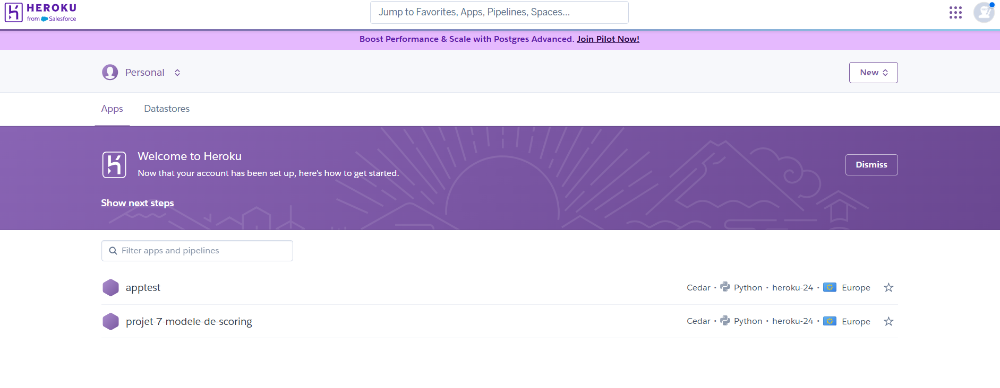 HEROKU
from Salesforce
Jump to Favorites, Apps, Pipelines, Spaces...
Boost Performance & Scale with Postgres Advanced. Join Pilot Now!
Personal
New
Apps Datastores
Welcome to Heroku
Now that your account has been set up, here's how to get started.
Dismiss
Show next steps
Filter apps and pipelines
apptest Cedar · Python · heroku-24 · Europe
projet-7-modele-de-scoring Cedar · Python · heroku-24 · Europe